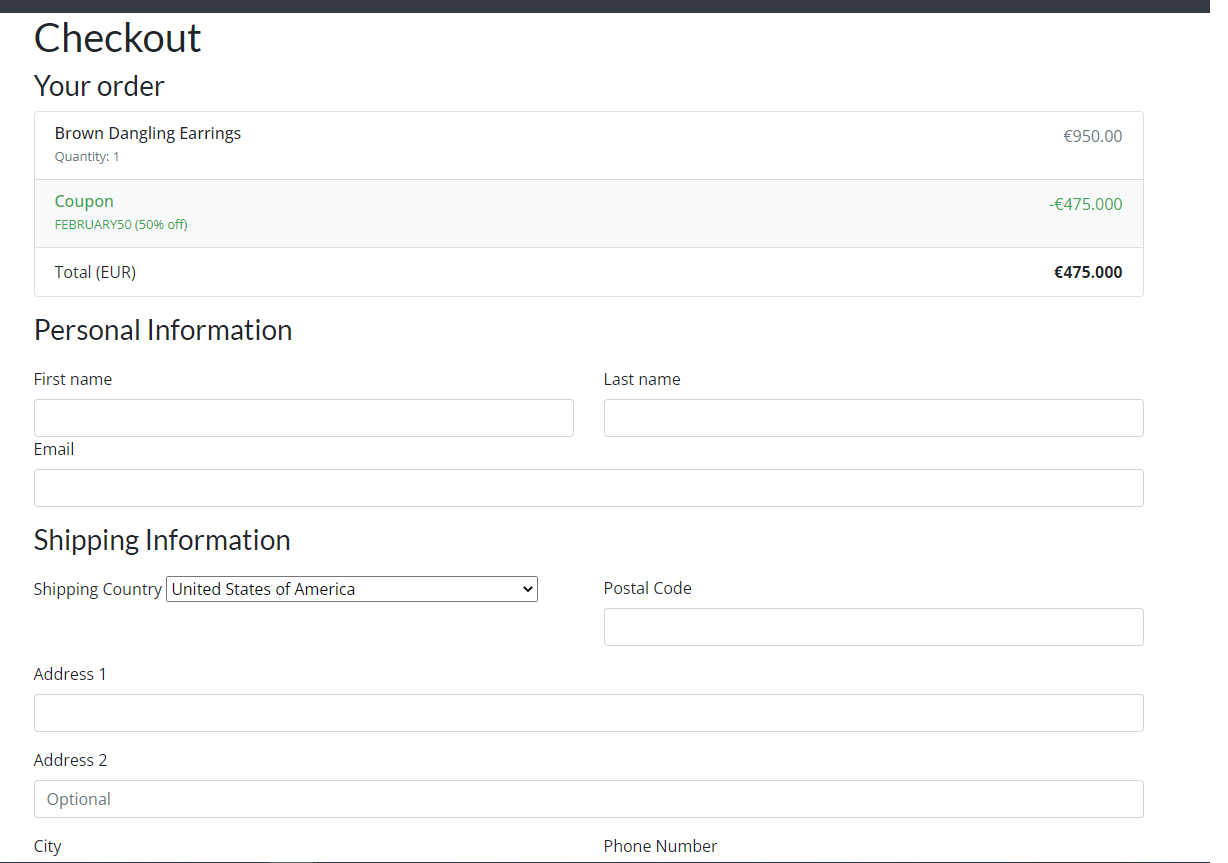 Checkout
Your order
Brown Dangling Earrings
€950.00
Quantity: 1
Coupon
-€475.000
FEBRUARY50 (50% off)
Total (EUR)
€475.000
Personal Information
First name
Last name
Email
Shipping Information
Shipping Country United States of America
Postal Code
Address 1
Address 2
Optional
City
Phone Number